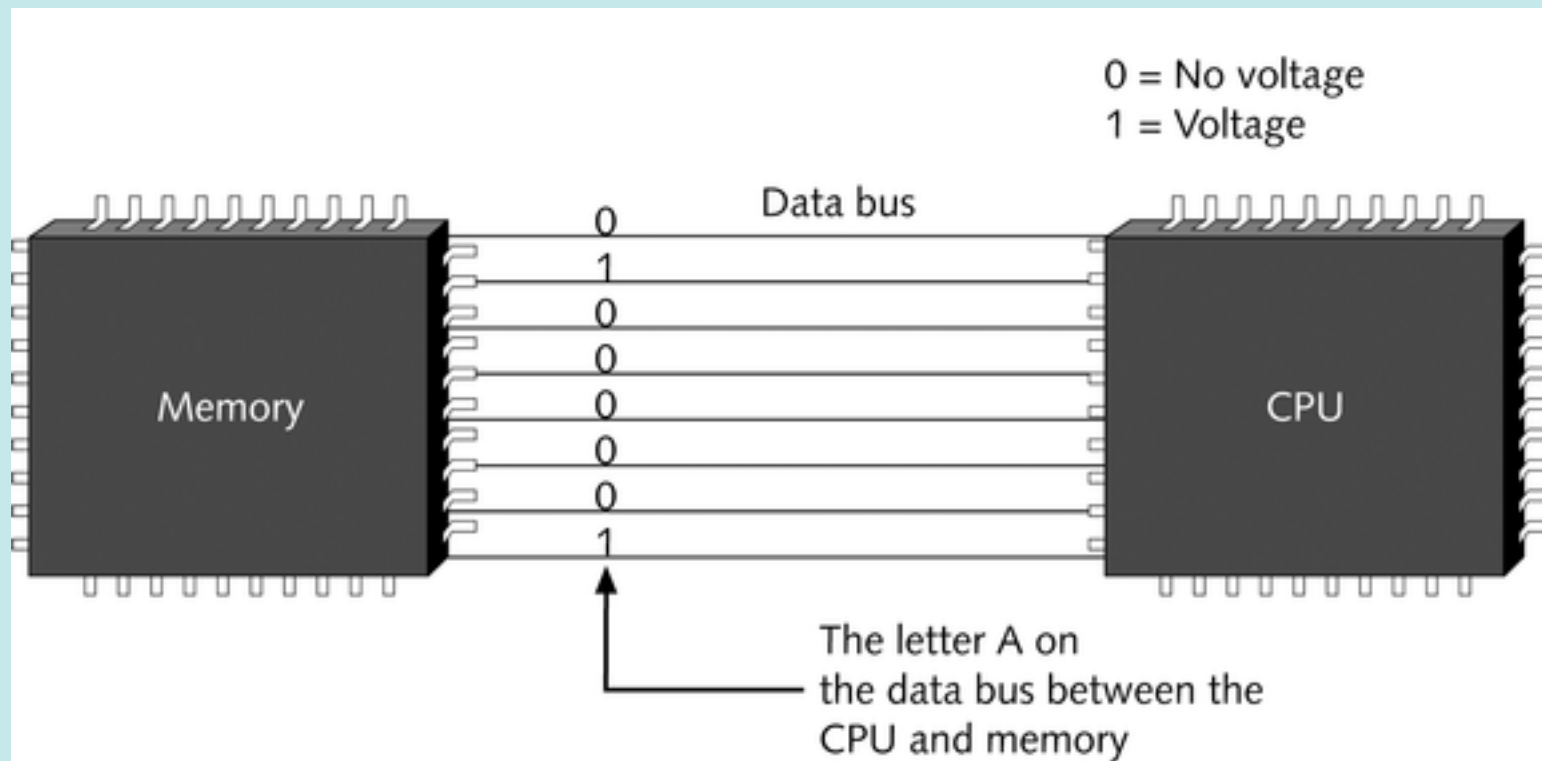 0 = No voltage
1 = Voltage
Data bus
0
1
0
0
0
0
0
1
Memory
CPU
The letter A on
the data bus between the
CPU and memory